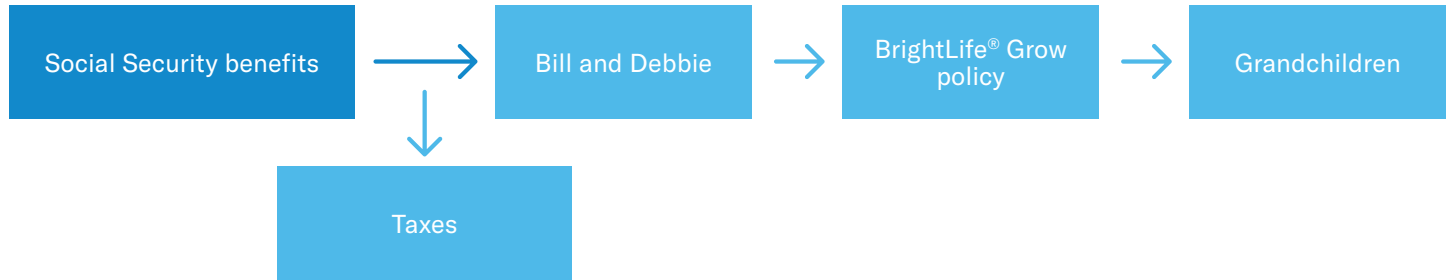 Social Security benefits
Bill and Debbie
BrightLife® Grow
policy
Grandchildren
Taxes